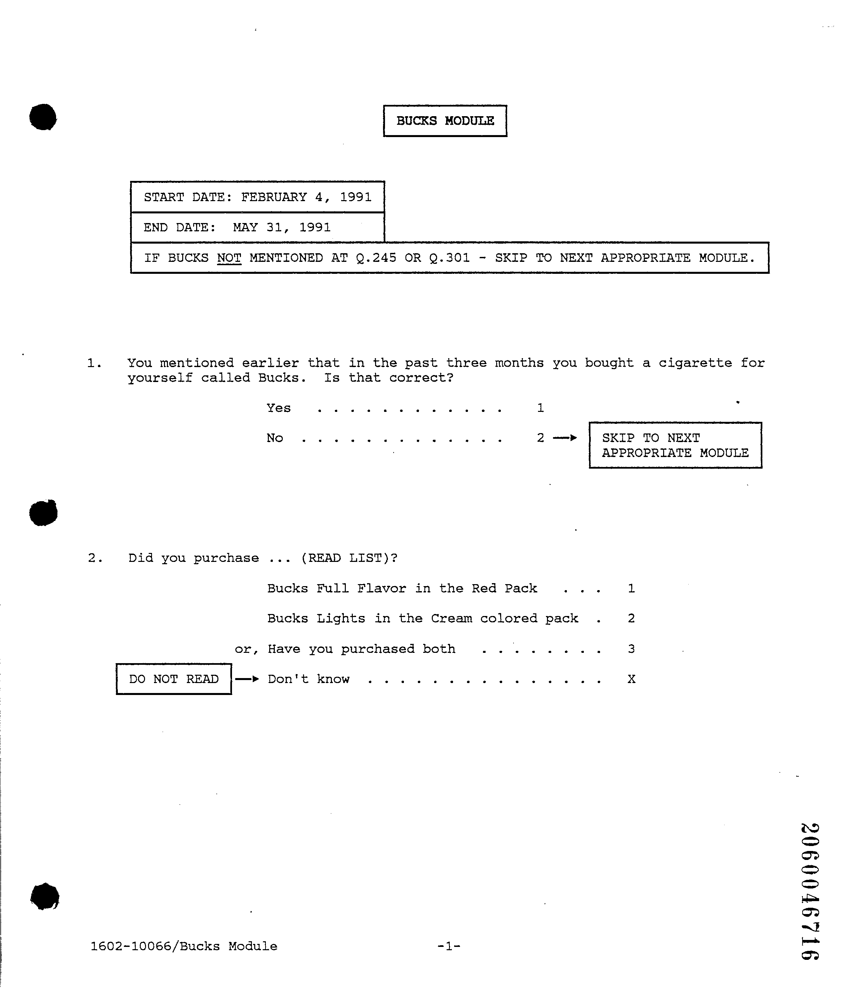 BUCKS MODULE
START DATE: FEBRUARY 4, 1991
END DATE: MAY 31, 1991
IF BUCKS NOT MENTIONED AT Q.245 OR Q.301 - SKIP TO NEXT APPROPRIATE MODULE.
1. You mentioned earlier that in the past three months you bought a cigarette for
yourself called Bucks. Is that correct?
Yes . . . . . . . . . . . . 1
No . . . . . . . . . . . . . 2 → SKIP TO NEXT
APPROPRIATE MODULE
2. Did you purchase ... (READ LIST)?
Bucks Full Flavor in the Red Pack . . . 1
Bucks Lights in the Cream colored pack . 2
or, Have you purchased both . . . . . . . . 3
DO NOT READ → Don't know . . . . . . . . . . . . . . . X
2060046716
1602-10066/Bucks Module -1-